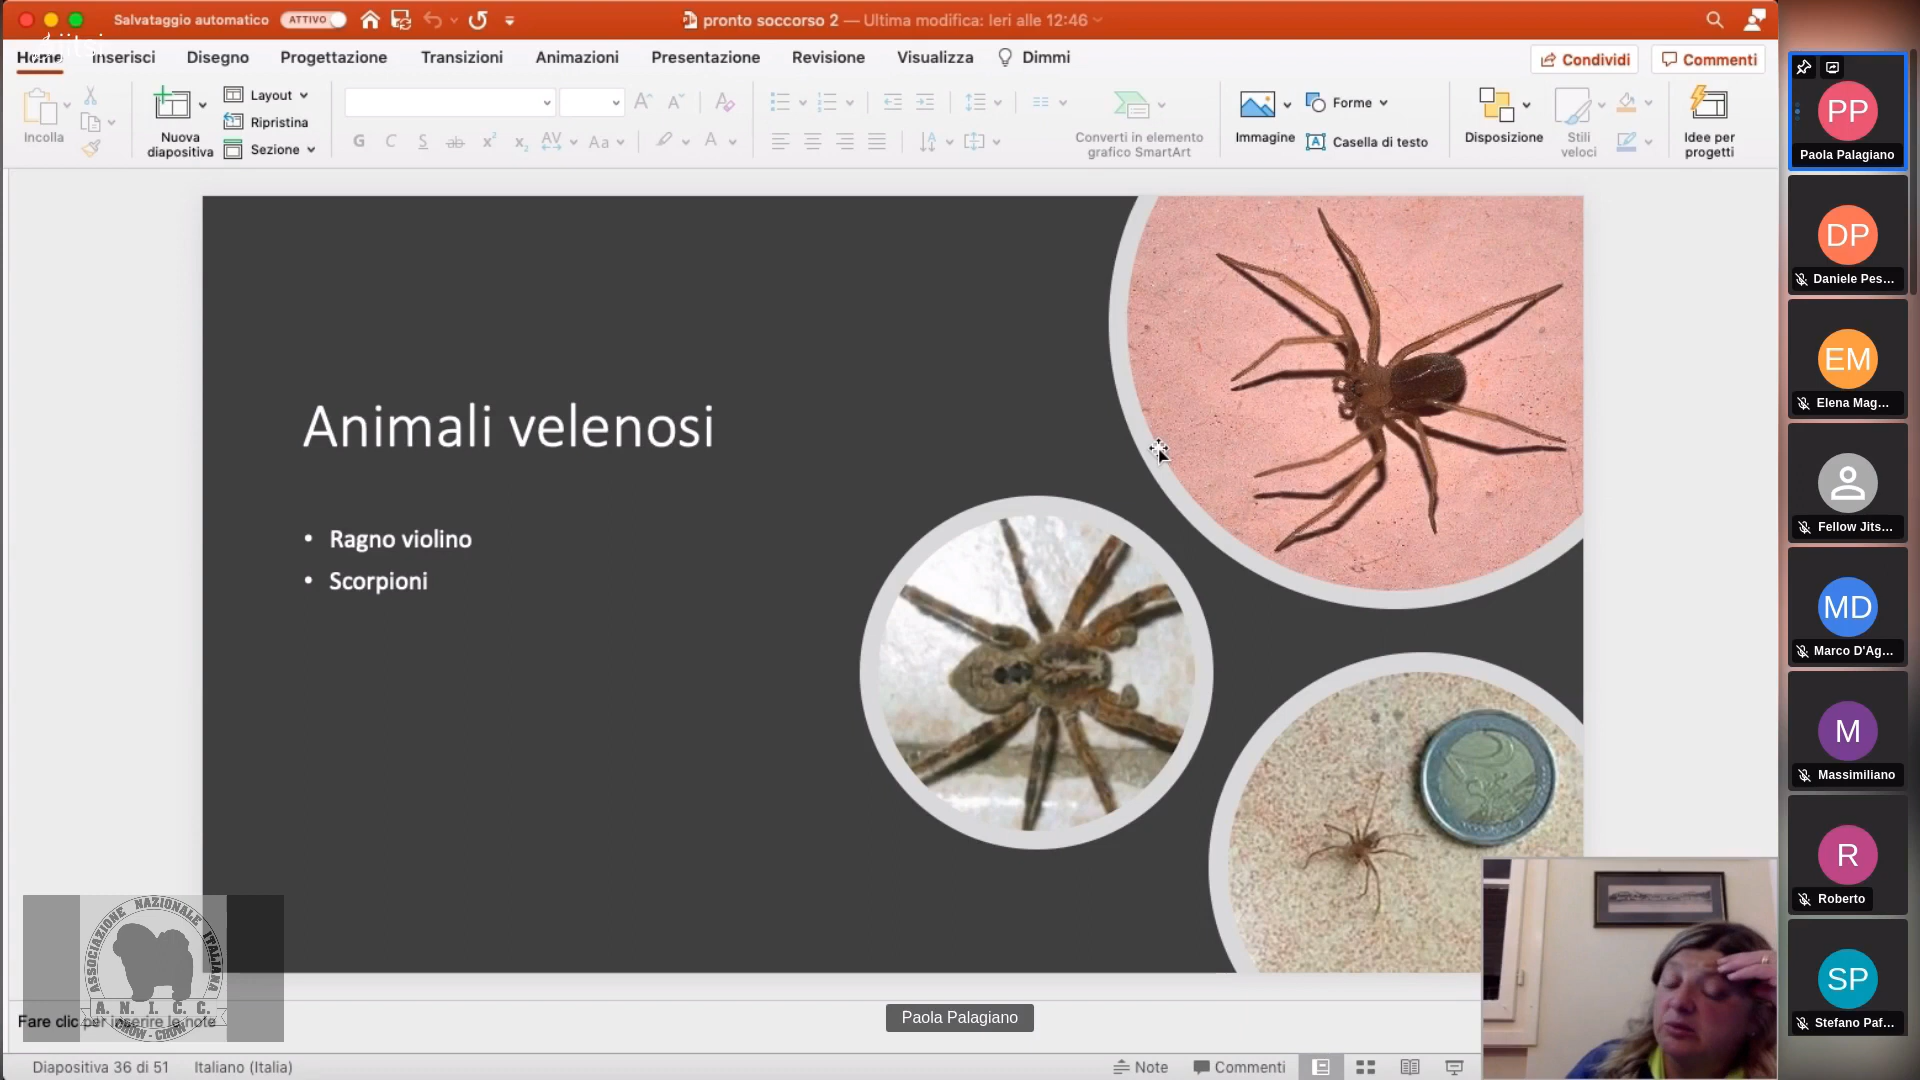 Salvataggio automatico
ATTIVO
pronto soccorso 2 — Ultima modifica: Ieri alle 12:46
Home
Inserisci
Disegno
Progettazione
Transizioni
Animazioni
Presentazione
Revisione
Visualizza
Dimmi
Condividi
Commenti
Incolla
Nuova
diapositiva
Layout
Ripristina
Sezione
Converti in elemento
grafico SmartArt
Immagine
Forme
Casella di testo
Disposizione
Stili
veloci
Idee per
progetti
Animali velenosi
• Ragno violino
• Scorpioni
ASSOCIAZIONE NAZIONALE ITALIANA
A. N. I. C. C.
CHOW - CHOW
Fare clic per inserire le note
Paola Palagiano
Diapositiva 36 di 51
Italiano (Italia)
Note
Commenti
PP
Paola Palagiano
DP
Daniele Pes...
EM
Elena Mag...
Fellow Jits...
MD
Marco D'Ag...
M
Massimiliano
R
Roberto
SP
Stefano Paf...